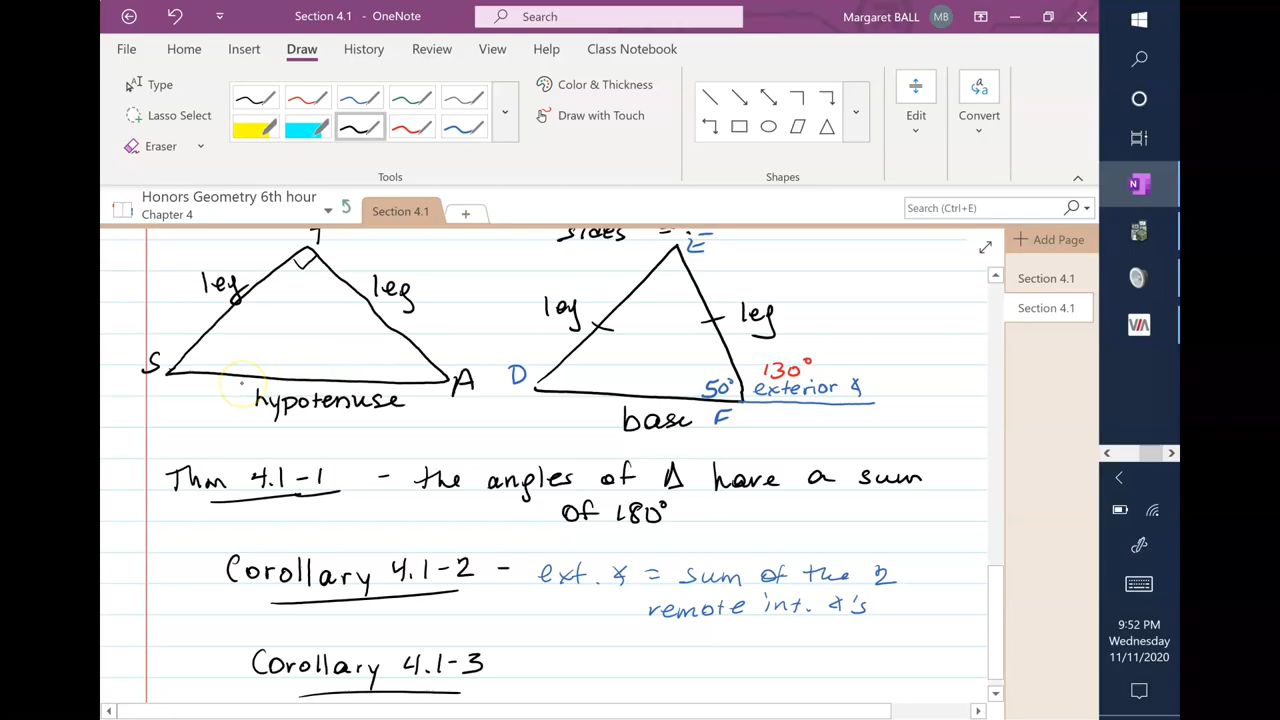 Section 4.1 - OneNote
Search
Margaret BALL
MB
File Home Insert Draw History Review View Help Class Notebook
Type
Lasso Select
Eraser
Color & Thickness
Draw with Touch
Edit
Convert
Tools
Shapes
Honors Geometry 6th hour
Chapter 4
Section 4.1
Search (Ctrl+E)
Add Page
Section 4.1
Section 4.1
sides = .
E
leg
leg
leg
leg
S
A
D
130°
50°
exterior ∡
hypotenuse
base
F
Thm 4.1-1 - the angles of Δ have a sum
of 180°
Corollary 4.1-2 - ext. ∡ = sum of the 2
remote int. ∡'s
Corollary 4.1-3
N
9:52 PM
Wednesday
11/11/2020